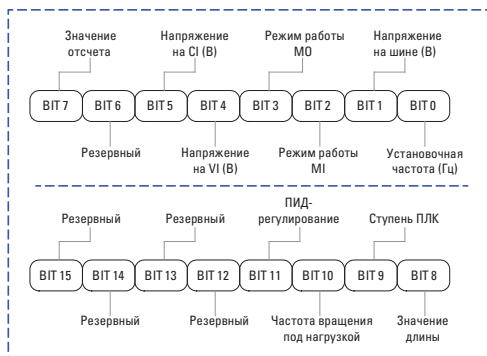 Значение
отсчета
Напряжение
на CI (В)
Режим работы
MO
Напряжение
на шине (В)
BIT 7
BIT 6
BIT 5
BIT 4
BIT 3
BIT 2
BIT 1
BIT 0
Резервный
Напряжение
на VI (В)
Режим работы
MI
Установочная
частота (Гц)
Резервный
Резервный
ПИД-
регулирование
Ступень ПЛК
BIT 15
BIT 14
BIT 13
BIT 12
BIT 11
BIT 10
BIT 9
BIT 8
Резервный
Резервный
Частота вращения
под нагрузкой
Значение
длины